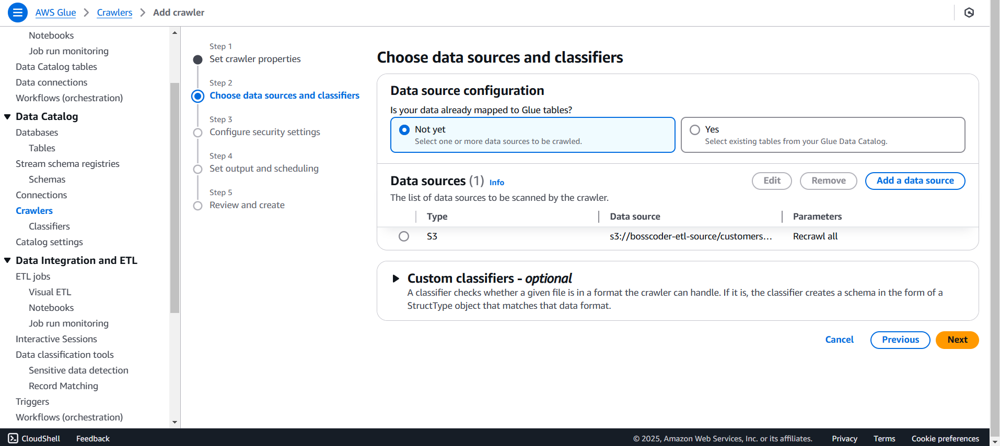 AWS Glue > Crawlers > Add crawler
Notebooks
Job run monitoring
Data Catalog tables
Data connections
Workflows (orchestration)
Data Catalog
Databases
Tables
Stream schema registries
Schemas
Connections
Crawlers
Classifiers
Catalog settings
Data Integration and ETL
ETL jobs
Visual ETL
Notebooks
Job run monitoring
Interactive Sessions
Data classification tools
Sensitive data detection
Record Matching
Triggers
Workflows (orchestration)
Step 1
Set crawler properties
Step 2
Choose data sources and classifiers
Step 3
Configure security settings
Step 4
Set output and scheduling
Step 5
Review and create
Choose data sources and classifiers
Data source configuration
Is your data already mapped to Glue tables?
Not yet
Select one or more data sources to be crawled.
Yes
Select existing tables from your Glue Data Catalog.
Data sources (1) Info
Edit Remove Add a data source
The list of data sources to be scanned by the crawler.
Type Data source Parameters
S3 s3://bosscoder-etl-source/customers... Recrawl all
Custom classifiers - optional
A classifier checks whether a given file is in a format the crawler can handle. If it is, the classifier creates a schema in the form of a
StructType object that matches that data format.
Cancel Previous Next
CloudShell Feedback © 2025, Amazon Web Services, Inc. or its affiliates. Privacy Terms Cookie preferences